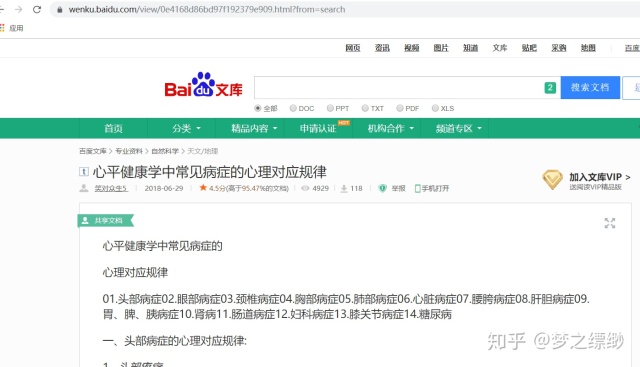 wenku.baidu.com/view/0e4168d86bd97f192379e909.html?from=search
应用
网页 资讯 视频 图片 知道 文库 贴吧 采购 地图
Baidu文库
2 搜索文档
全部 DOC PPT TXT PDF XLS
首页 分类 精品内容 申请认证 HOT 机构合作 频道专区
百度文库 > 专业资料 > 自然科学 > 天文/地理
心平健康学中常见病症的心理对应规律
笑对众生5 2018-06-29 4.5分(高于95.47%的文档) 4929 118 举报 手机打开
加入文库VIP >
送阅读VIP精品版
共享文档
心平健康学中常见病症的
心理对应规律
01.头部病症02.眼部病症03.颈椎病症04.胸部病症05.肺部病症06.心脏病症07.腰胯病症08.肝胆病症09.
胃、脾、胰病症10.肾病11.肠道病症12.妇科病症13.膝关节病症14.糖尿病
一、头部病症的心理对应规律:
1、头部疼痛
知乎 @梦之缥缈